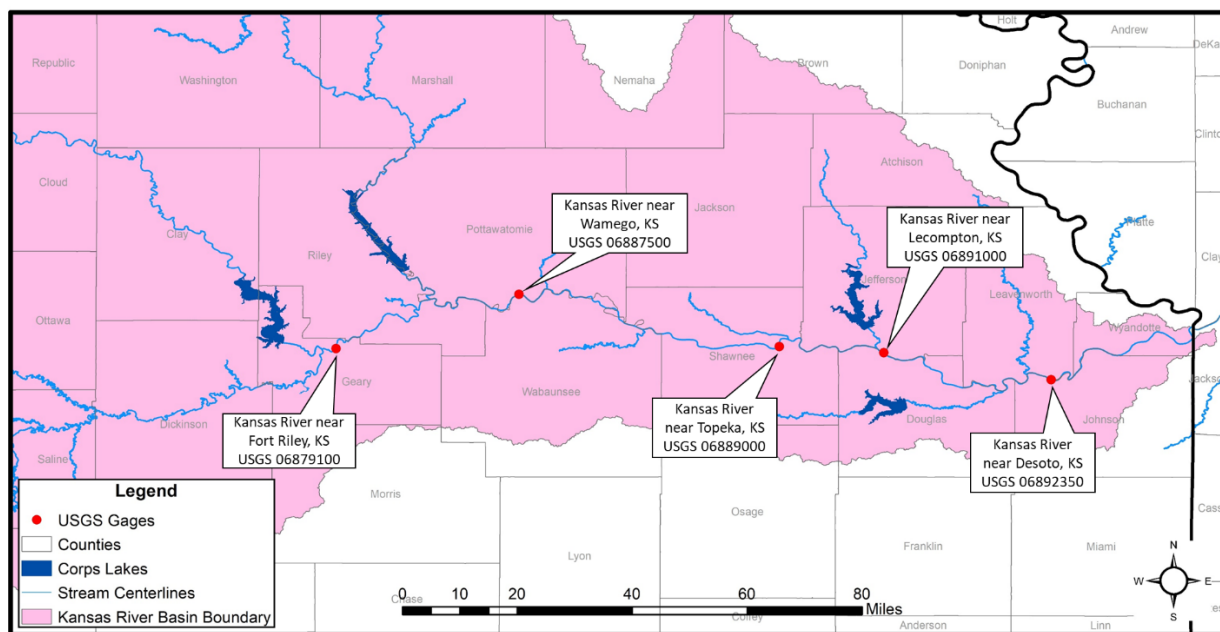 Holt
Andrew
DeKa
Republic
Washington
Marshall
Nemaha
Brown
Doniphan
Buchanan
Clinto
Atchison
Cloud
Clay
Riley
Pottawatomie
Jackson
Platte
Clay
Kansas River near
Wamego, KS
USGS 06887500
Kansas River near
Lecompton, KS
USGS 06891000
Jefferson
Leavenworth
Wyandotte
Ottawa
Shawnee
Geary
Wabaunsee
Jackso
Dickinson
Douglas
Johnson
Kansas River near
Fort Riley, KS
USGS 06879100
Kansas River
near Topeka, KS
USGS 06889000
Kansas River
near Desoto, KS
USGS 06892350
Saline
Morris
Osage
Cass
Lyon
Franklin
Miami
Chase
Coffey
Anderson
Linn
Legend
USGS Gages
Counties
Corps Lakes
Stream Centerlines
Kansas River Basin Boundary
0 10 20 40 60 80
Miles
N
W E
S